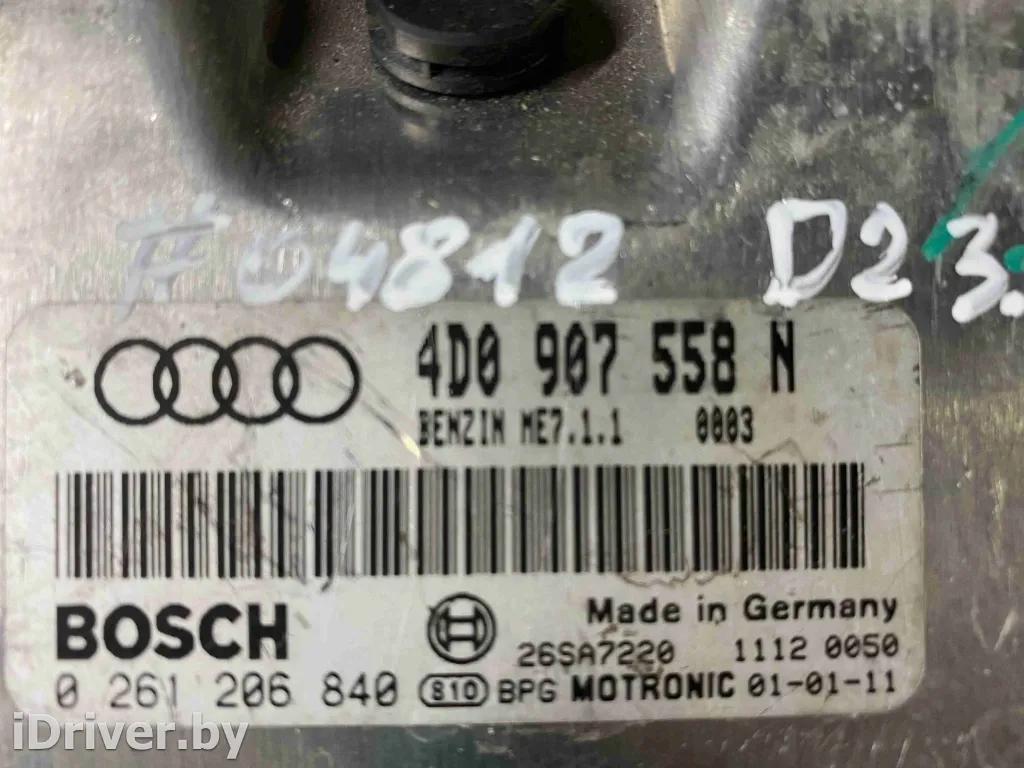 #04812 D2 3.
4D0 907 558 N
BENZIN ME7.1.1 0003
BOSCH
Made in Germany
26SA7220 1112 0050
0 261 206 840 S10 BPG MOTRONIC 01-01-11
iDriver.by